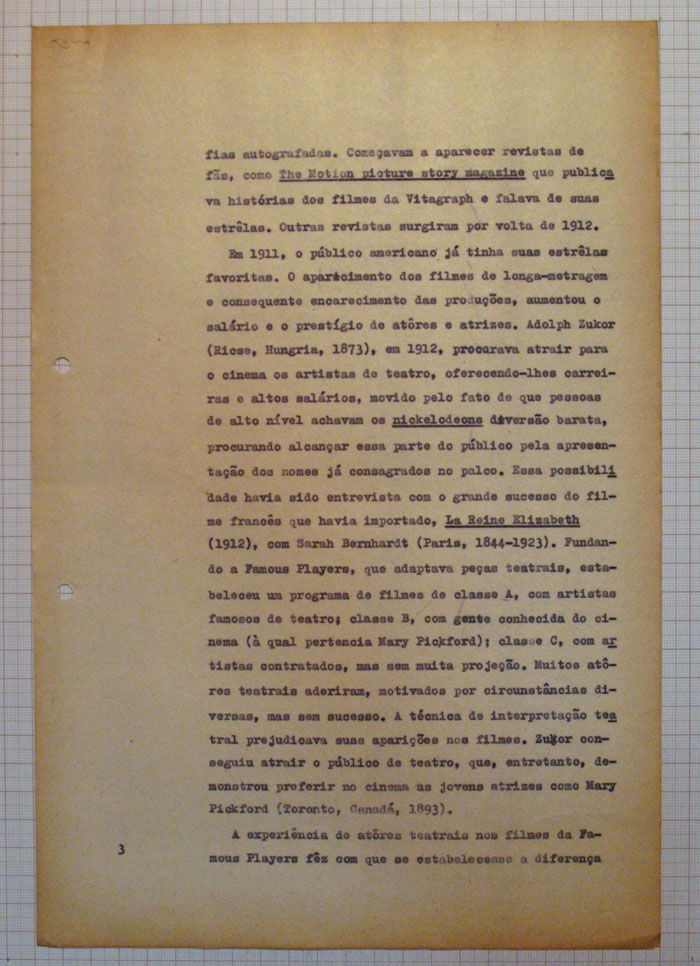 fias autografadas. Começavam a aparecer revistas de
fãs, como The Motion picture story magazine que publica
va histórias dos filmes da Vitagraph e falava de suas
estrêlas. Outras revistas surgiram por volta de 1912.
Em 1911, o público americano já tinha suas estrêlas
favoritas. O aparecimento dos filmes de longa-metragem
e consequente encarecimento das produções, aumentou o
salário e o prestígio de atôres e atrizes. Adolph Zukor
(Ricse, Hungria, 1873), em 1912, procurava atrair para
o cinema os artistas de teatro, oferecendo-lhes carrei-
ras e altos salários, movido pelo fato de que pessoas
de alto nível achavam os nickelodeons diversão barata,
procurando alcançar essa parte do público pela apresen-
tação dos nomes já consagrados no palco. Essa possibili
dade havia sido entrevista com o grande sucesso do fil-
me francês que havia importado, La Reine Elizabeth
(1912), com Sarah Bernhardt (Paris, 1844-1923). Fundan-
do a Famous Players, que adaptava peças teatrais, esta-
beleceu um programa de filmes de classe A, com artistas
famosos de teatro; classe B, com gente conhecida do ci-
nema (à qual pertencia Mary Pickford); classe C, com ar
tistas contratados, mas sem muita projeção. Muitos atô-
res teatrais aderiram, motivados por circunstâncias di-
versas, mas sem sucesso. A técnica de interpretação tea
tral prejudicava suas aparições nos filmes. Zukor con-
seguiu atrair o público de teatro, que, entretanto, de-
monstrou preferir no cinema as jovens atrizes como Mary
Pickford (Toronto, Canadá, 1893).
A experiência de atôres teatrais nos filmes da Fa-
mous Players fêz com que se estabelecesse a diferença
3